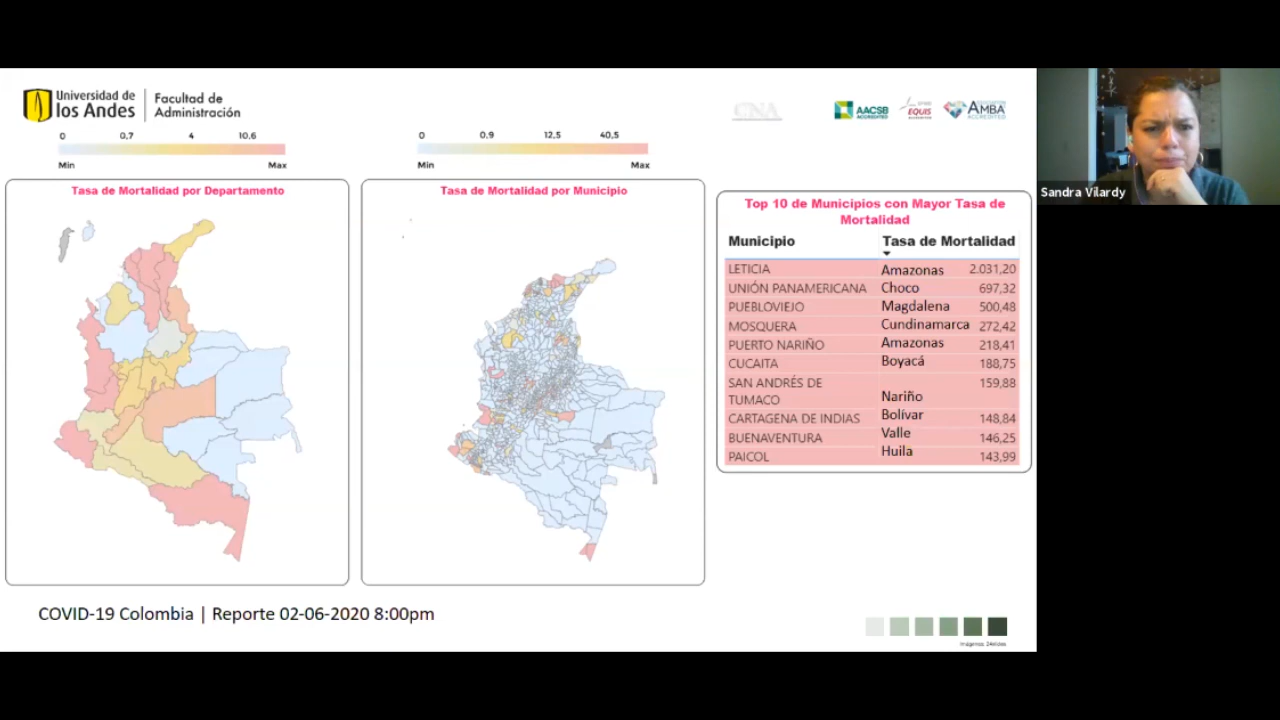 Universidad de
los Andes
Facultad de
Administración
CNA
AACSB
ACCREDITED
EQUIS
ACCREDITED
AMBA
ACCREDITED
0 0,7 4 10,6
Min Max
0 0,9 12,5 40,5
Min Max
Tasa de Mortalidad por Departamento
Tasa de Mortalidad por Municipio
Top 10 de Municipios con Mayor Tasa de
Mortalidad
Municipio Tasa de Mortalidad
LETICIA Amazonas 2.031,20
UNIÓN PANAMERICANA Choco 697,32
PUEBLOVIEJO Magdalena 500,48
MOSQUERA Cundinamarca 272,42
PUERTO NARIÑO Amazonas 218,41
CUCAITA Boyacá 188,75
SAN ANDRÉS DE 159,88
TUMACO Nariño
CARTAGENA DE INDIAS Bolívar 148,84
BUENAVENTURA Valle 146,25
PAICOL Huila 143,99
Sandra Vilardy
COVID-19 Colombia | Reporte 02-06-2020 8:00pm